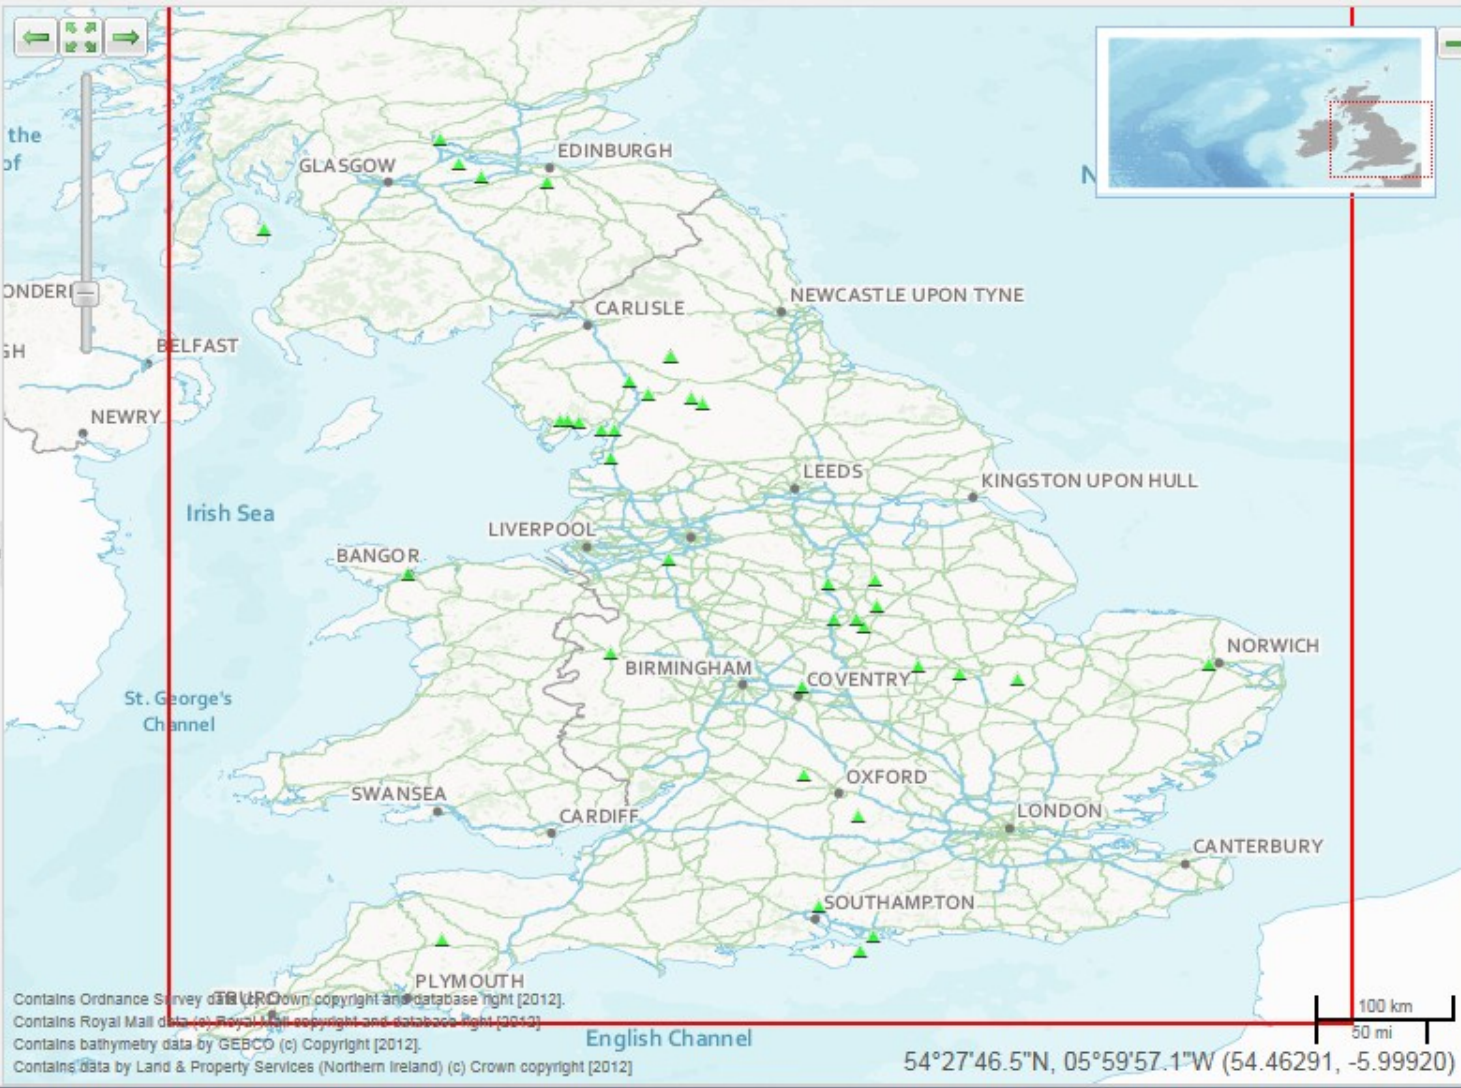 the
of
GLASGOW
EDINBURGH
N
ONDERI
CARLISLE
NEWCASTLE UPON TYNE
GH
BELFAST
NEWRY
LEEDS
KINGSTON UPON HULL
Irish Sea
LIVERPOOL
BANGOR
NORWICH
BIRMINGHAM
COVENTRY
St. George's
Channel
OXFORD
SWANSEA
CARDIFF
LONDON
CANTERBURY
SOUTHAMPTON
PLYMOUTH
TRURO
Contains Ordnance Survey data (c) Crown copyright and database right [2012].
Contains Royal Mail data (c) Royal Mail copyright and database right [2012]
Contains bathymetry data by GEBCO (c) Copyright [2012].
Contains data by Land & Property Services (Northern Ireland) (c) Crown copyright [2012]
English Channel
100 km
50 mi
54°27'46.5"N, 05°59'57.1"W (54.46291, -5.99920)